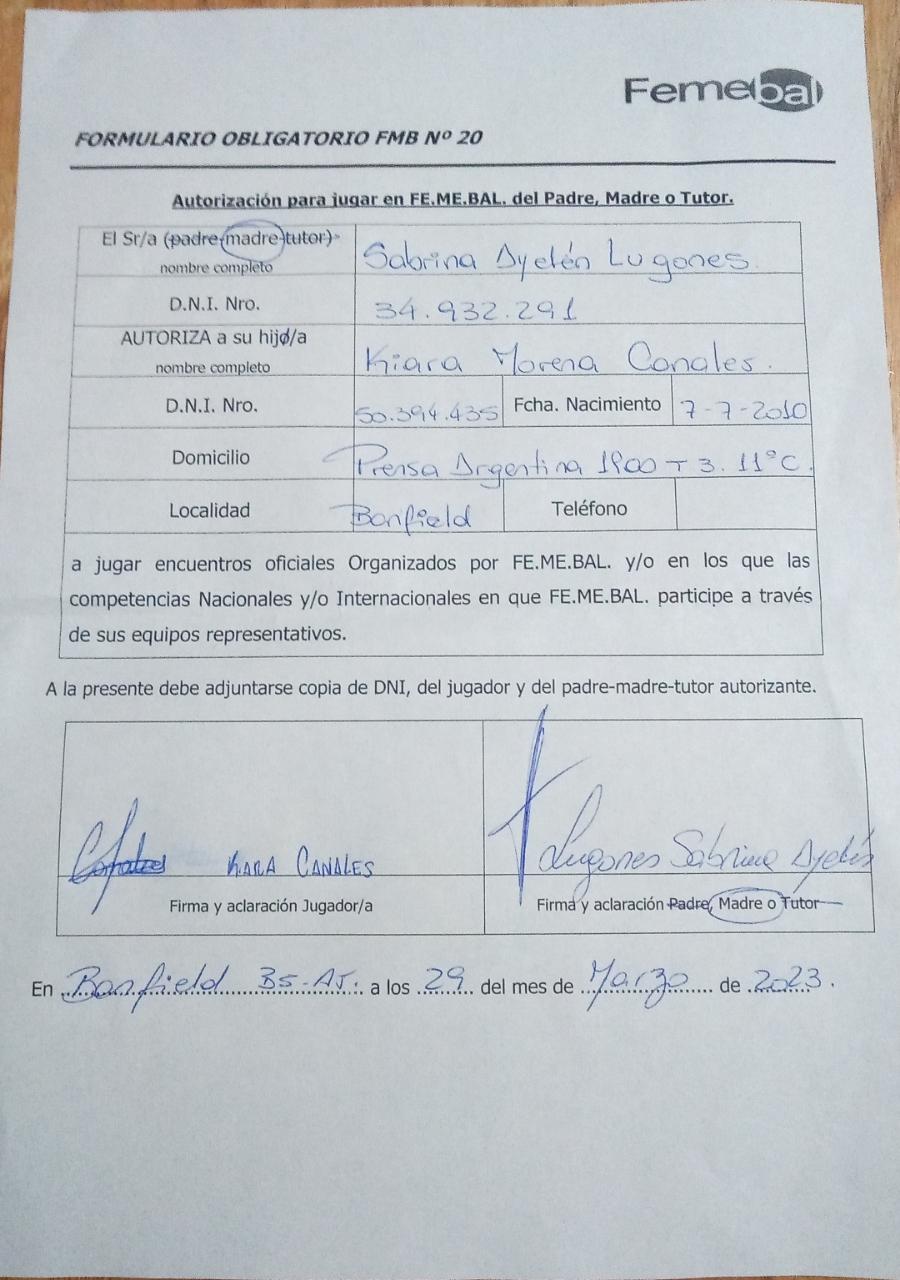 Femebal
FORMULARIO OBLIGATORIO FMB Nº 20
Autorización para jugar en FE.ME.BAL. del Padre, Madre o Tutor.
El Sr/a (padre-madre-tutor)
nombre completo
Sabrina Ayelén Lugones
D.N.I. Nro.
34.932.291
AUTORIZA a su hijo/a
nombre completo
Kiara Morena Canales.
D.N.I. Nro.
50.394.435
Fcha. Nacimiento
7-7-2010
Domicilio
Prensa Argentina 1900 T 3. 11°C.
Localidad
Banfield
Teléfono
a jugar encuentros oficiales Organizados por FE.ME.BAL. y/o en los que las
competencias Nacionales y/o Internacionales en que FE.ME.BAL. participe a través
de sus equipos representativos.
A la presente debe adjuntarse copia de DNI, del jugador y del padre-madre-tutor autorizante.
KIARA CANALES
Lugones Sabrina Ayelén
Firma y aclaración Jugador/a
Firma y aclaración Padre, Madre o Tutor
En Banfield Bs-As. a los 29 del mes de Marzo de 2023.